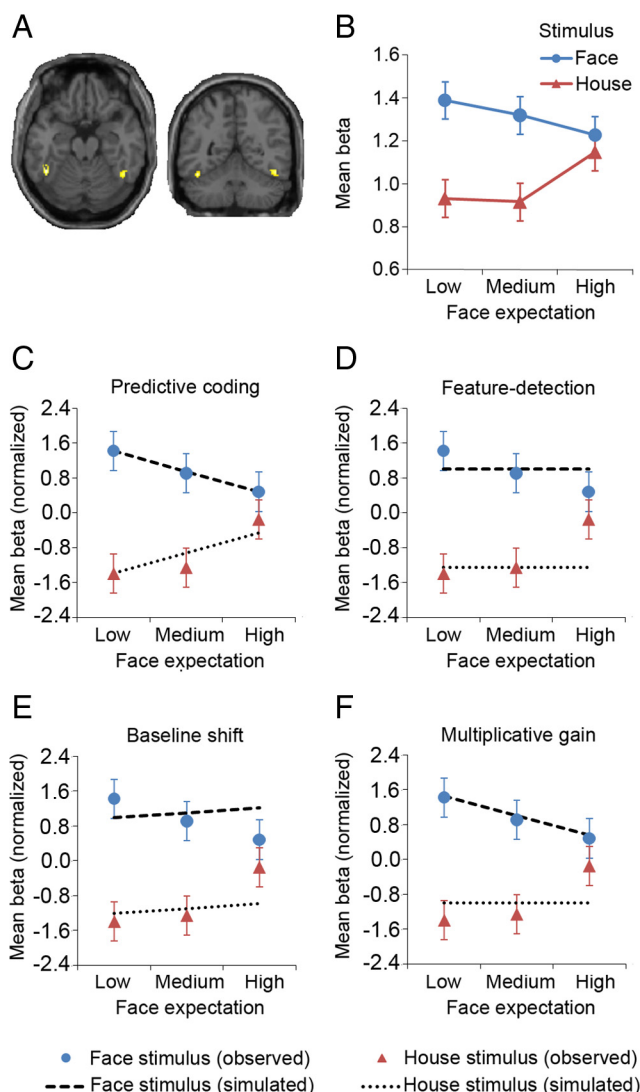 A
B
Stimulus
Face
House
1.6
1.4
1.2
1.0
0.8
0.6
Mean beta
Low Medium High
Face expectation
C
D
Predictive coding
Feature-detection
2.4
1.6
0.8
0.0
-0.8
-1.6
-2.4
Mean beta (normalized)
Low Medium High
Face expectation
2.4
1.6
0.8
0.0
-0.8
-1.6
-2.4
Mean beta (normalized)
Low Medium High
Face expectation
E
F
Baseline shift
Multiplicative gain
2.4
1.6
0.8
0.0
-0.8
-1.6
-2.4
Mean beta (normalized)
Low Medium High
Face expectation
2.4
1.6
0.8
0.0
-0.8
-1.6
-2.4
Mean beta (normalized)
Low Medium High
Face expectation
Face stimulus (observed)
House stimulus (observed)
Face stimulus (simulated)
House stimulus (simulated)